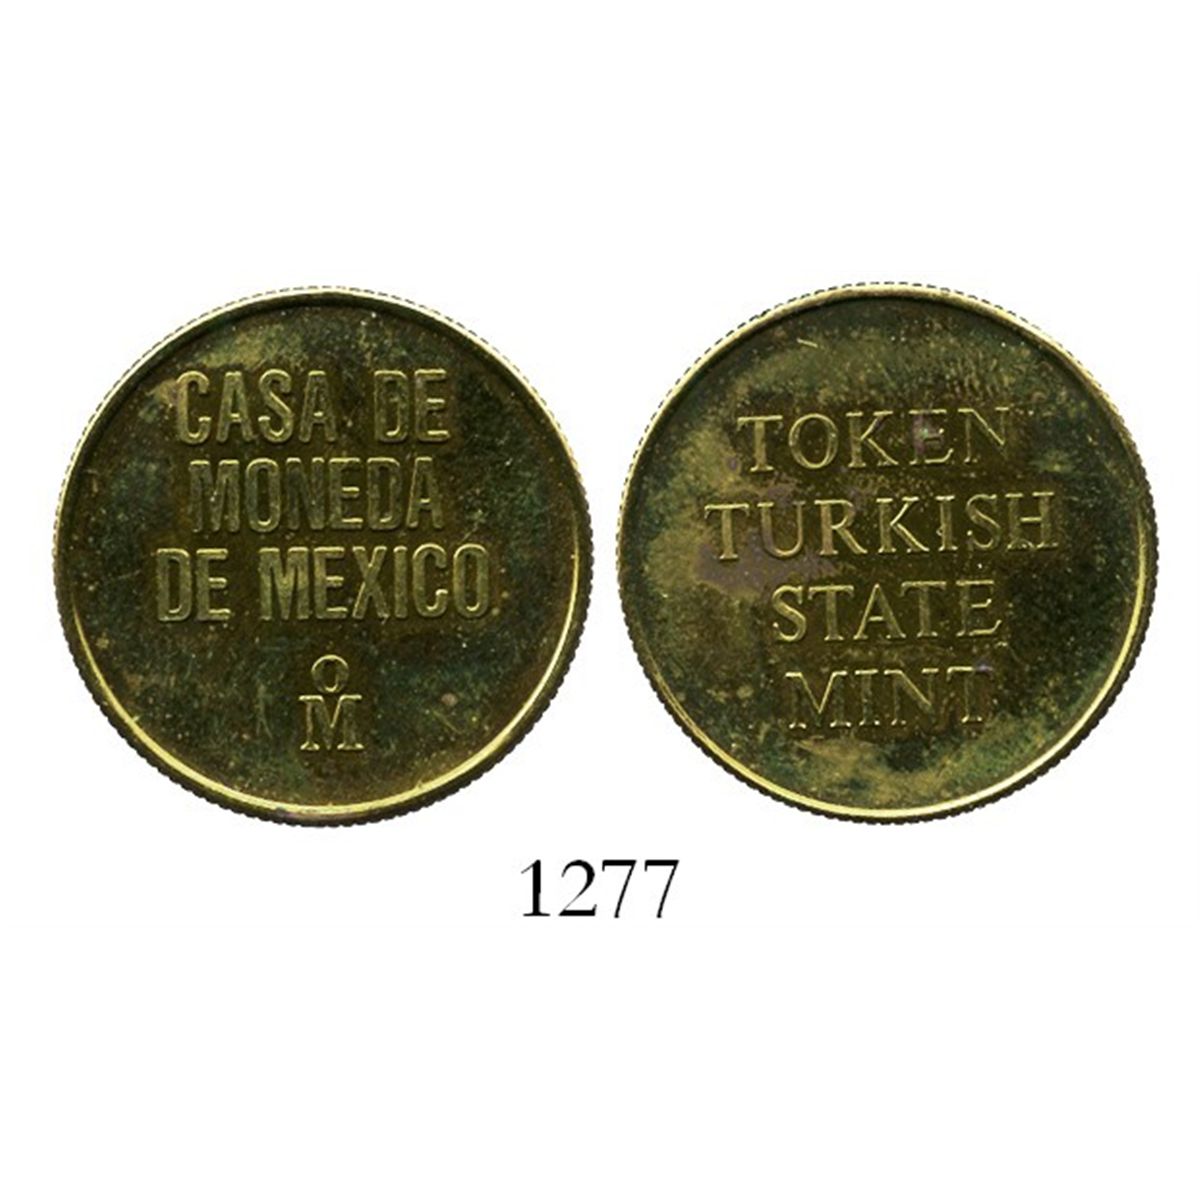 CASA DE
MONEDA
DE MEXICO
o
M
TOKEN
TURKISH
STATE
MINT
1277